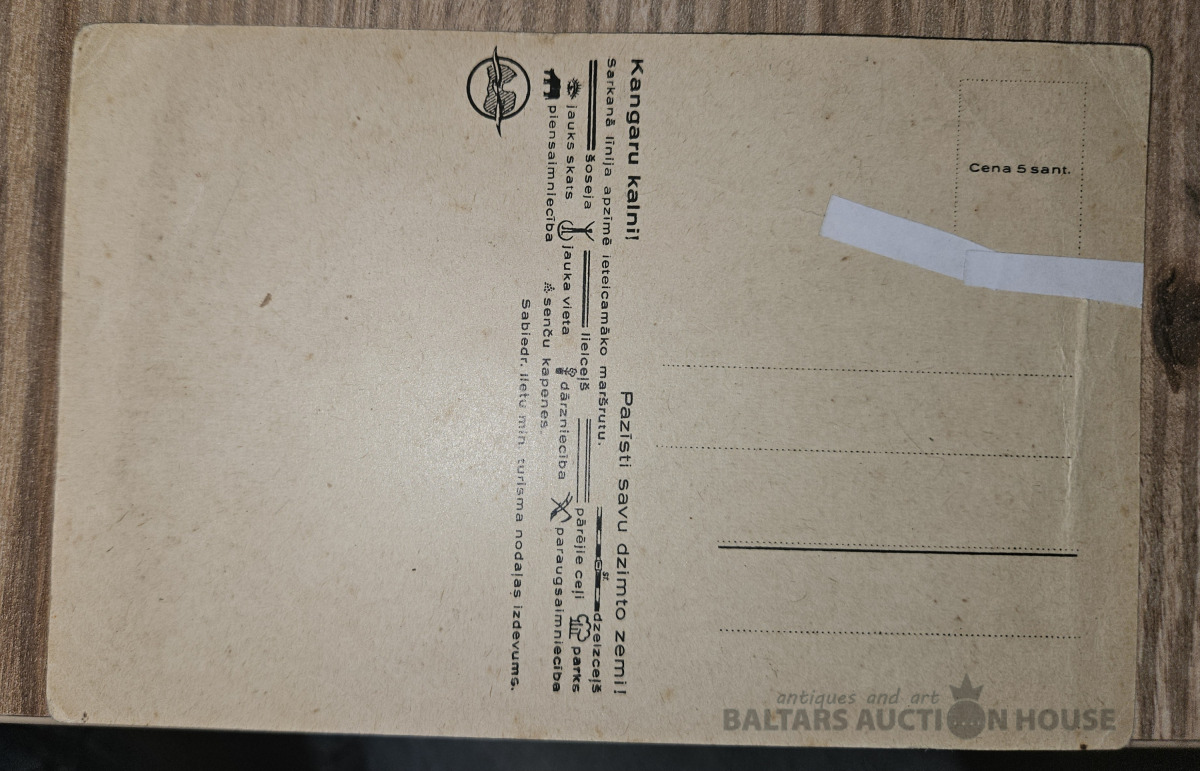 Kangaru kalni! Pazīsti savu dzimto zemi!
Sarkanā līnija apzīmē ieteicamāko maršrutu. st. dzelzceļš
šoseja lielceļš pārējie ceļi parks
jauks skats jauka vieta dārzniecība paraugsaimniecība
piensaimniecība senču kapenes.
Sabiedr. lietu min. turisma nodaļas izdevums.
Cena 5 sant.
antiques and art
BALTARS AUCTION HOUSE